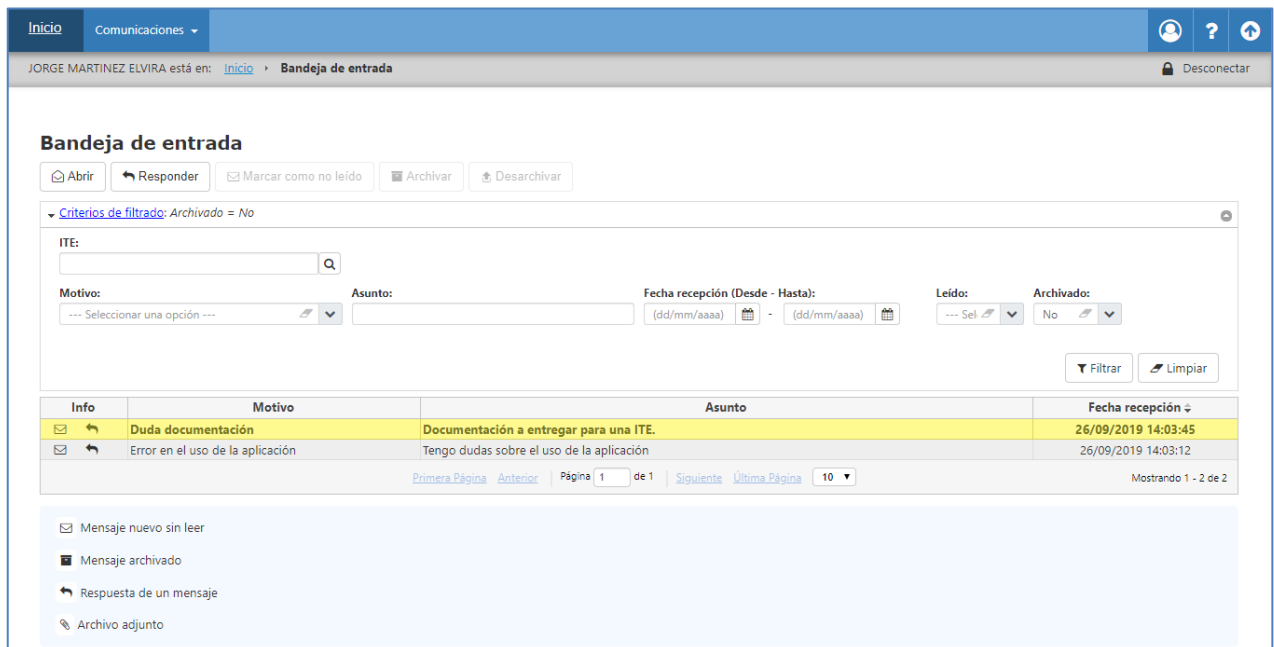 Inicio Comunicaciones ?
JORGE MARTINEZ ELVIRA está en: Inicio Bandeja de entrada Desconectar
Bandeja de entrada
Abrir Responder Marcar como no leído Archivar Desarchivar
Criterios de filtrado: Archivado = No
ITE:
Motivo: Asunto: Fecha recepción (Desde - Hasta): Leído: Archivado:
--- Seleccionar una opción --- (dd/mm/aaaa) - (dd/mm/aaaa) --- Sel No
Filtrar Limpiar
Info Motivo Asunto Fecha recepción
Duda documentación Documentación a entregar para una ITE. 26/09/2019 14:03:45
Error en el uso de la aplicación Tengo dudas sobre el uso de la aplicación 26/09/2019 14:03:12
Primera Página Anterior Página 1 de 1 Siguiente Última Página 10 Mostrando 1 - 2 de 2
Mensaje nuevo sin leer
Mensaje archivado
Respuesta de un mensaje
Archivo adjunto